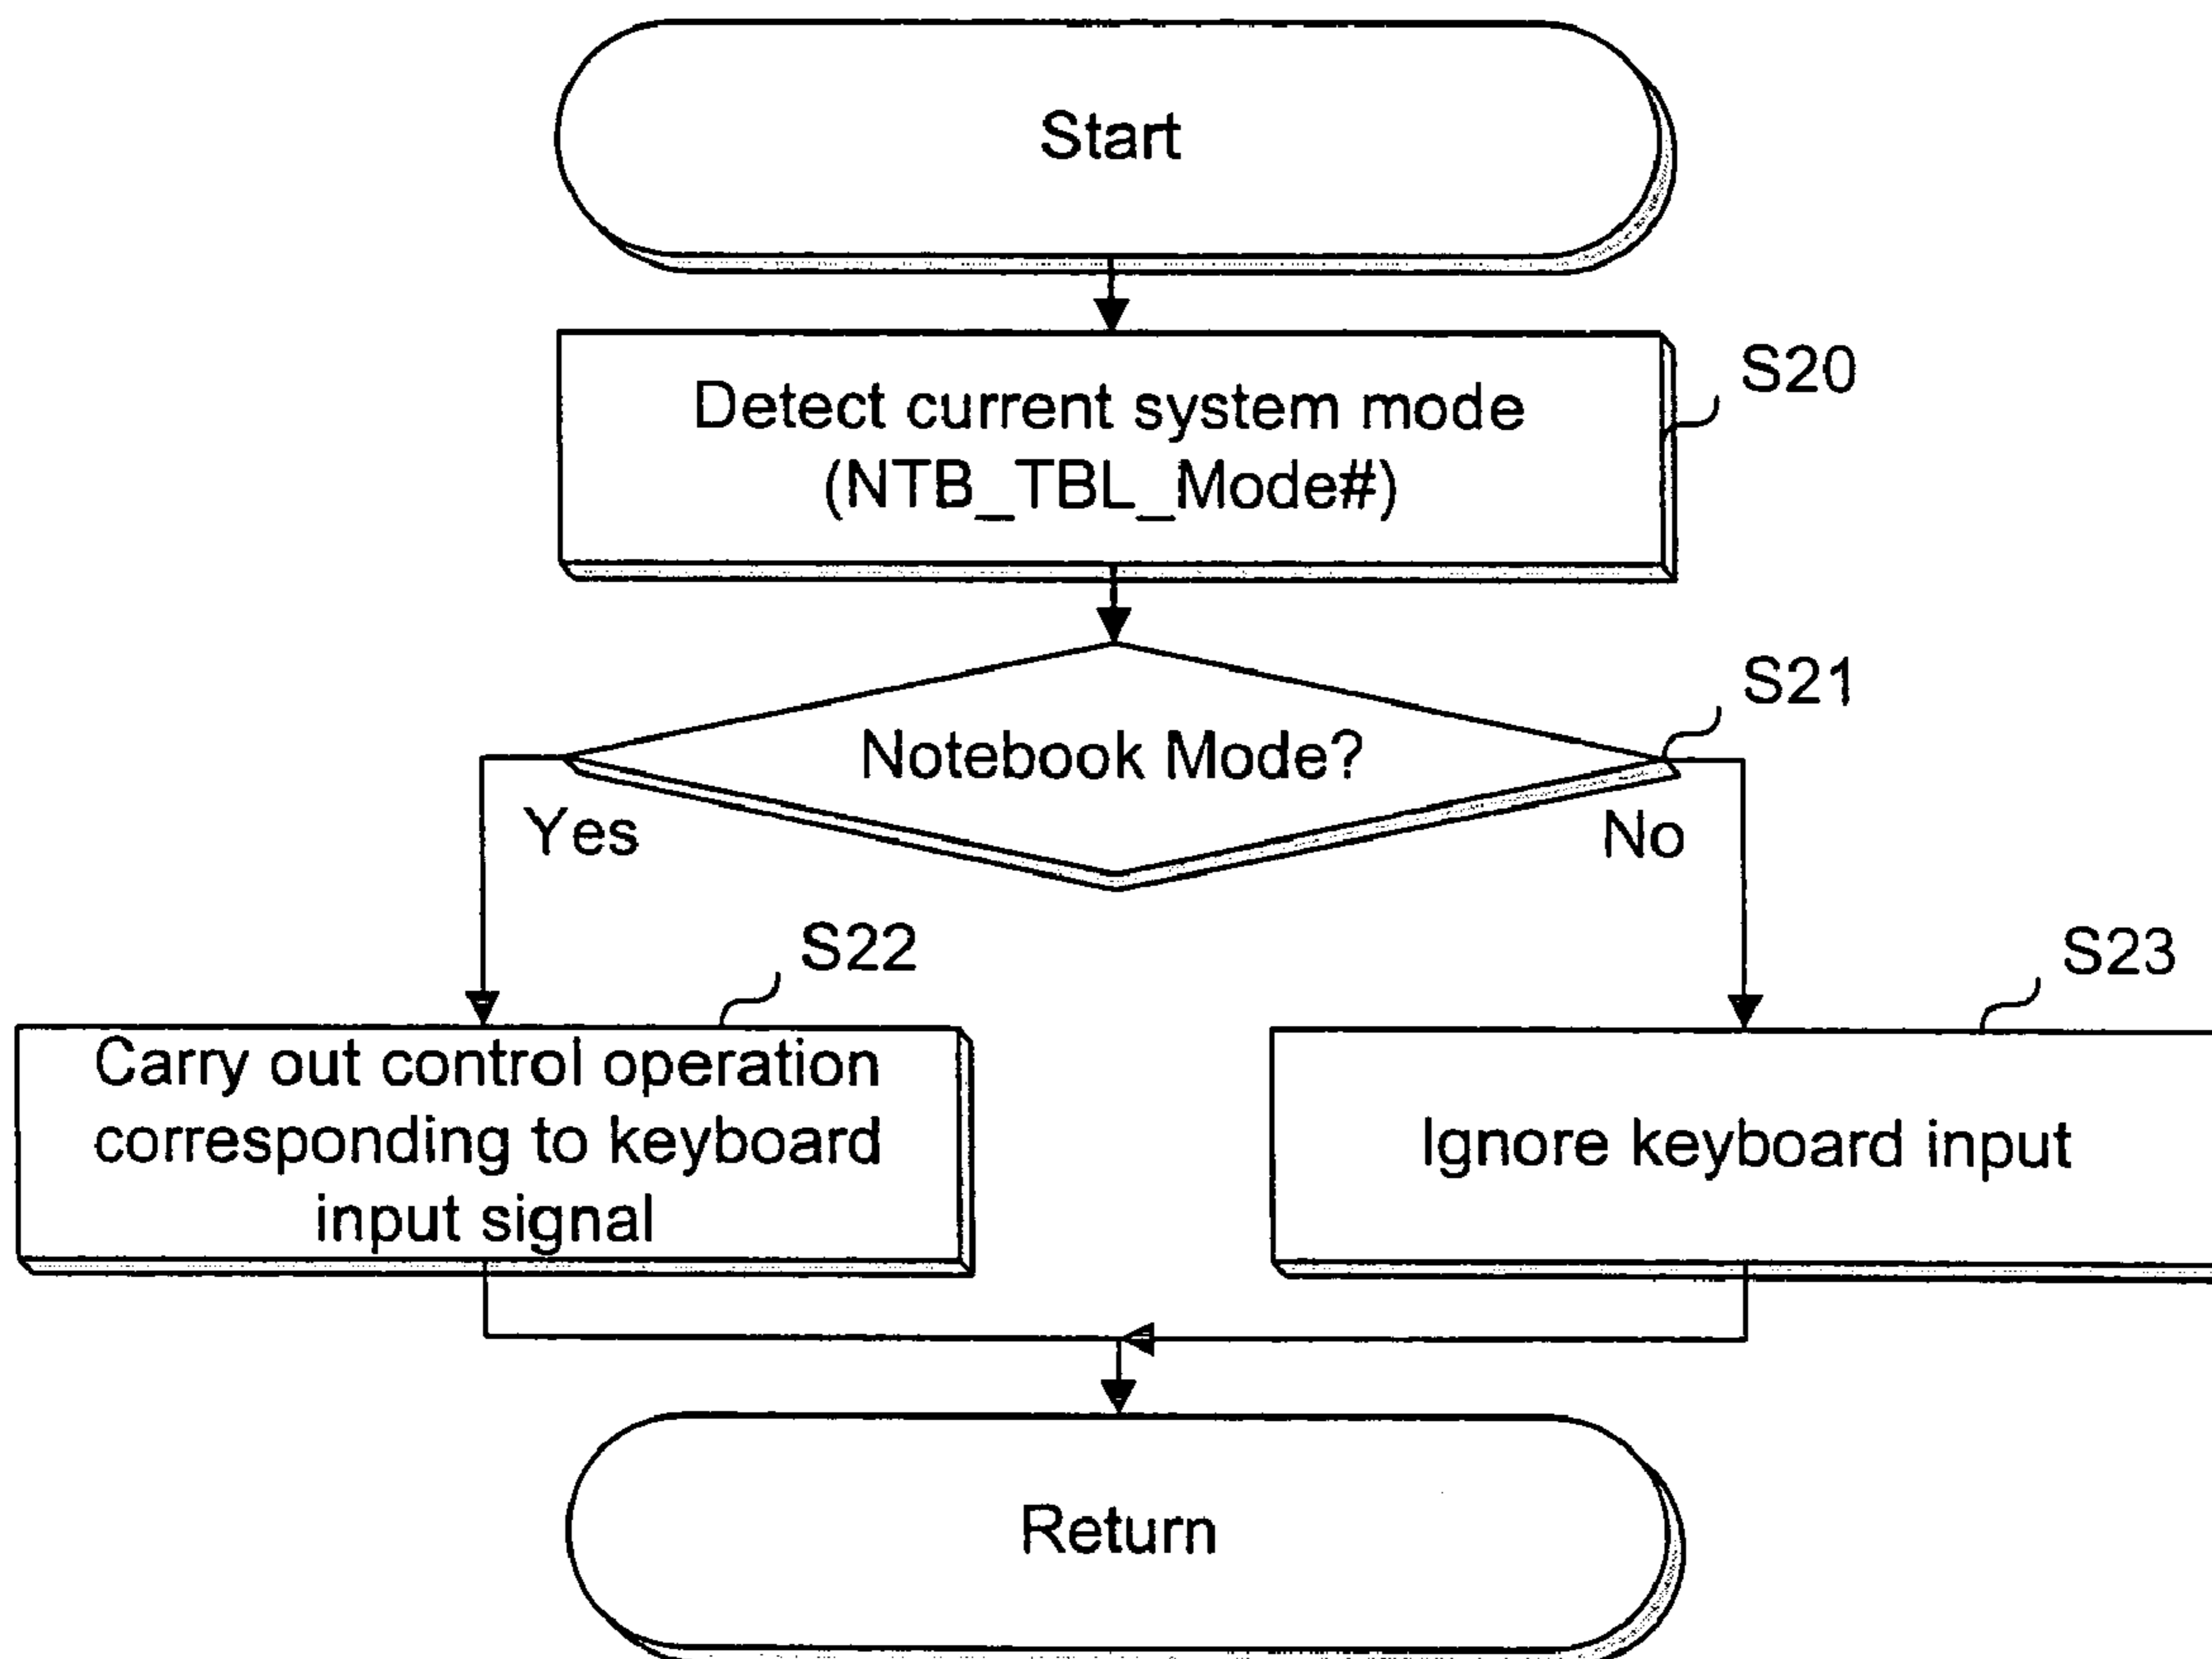 Start
Detect current system mode
(NTB_TBL_Mode#)
S20
Notebook Mode?
S21
Yes
No
S22
Carry out control operation
corresponding to keyboard
input signal
S23
Ignore keyboard input
Return